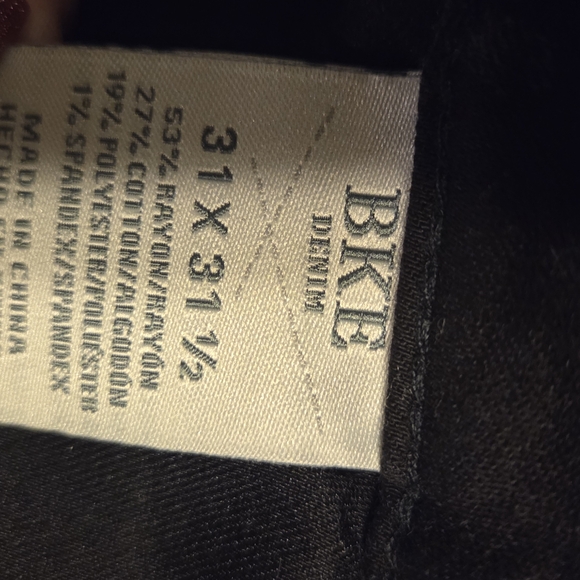 BKE
DENIM
31 X 31 1/2
53% RAYON/RAYÓN
27% COTTON/ALGODÓN
19% POLYESTER/POLIÉSTER
1% SPANDEX/SPANDEX
MADE IN CHINA
HECHO